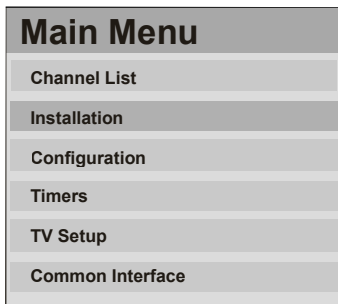 Main Menu
Channel List
Installation
Configuration
Timers
TV Setup
Common Interface